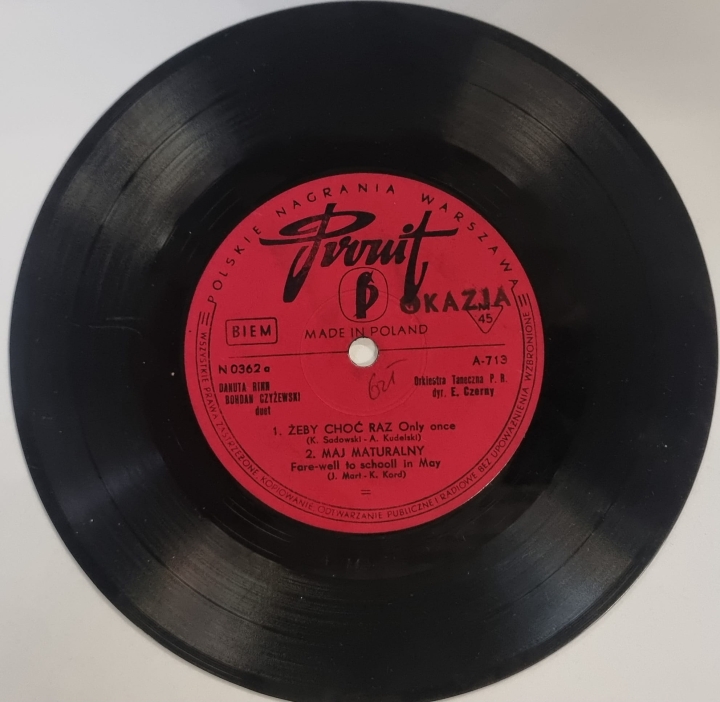 POLSKIE NAGRANIA WARSZAWA
Pronit
OKAZJA
BIEM
MADE IN POLAND
45
N 0362 a
A-713
DANUTA RINN
BOHDAN CZYŻEWSKI
duet
Orkiestra Taneczna P. R.
dyr. E. Czerny
1. ŻEBY CHOĆ RAZ Only once
(K. Sadowski - A. Kudelski)
2. MAJ MATURALNY
Fare-well to schooll in May
(J. Mart - K. Kord)
WSZYSTKIE PRAWA ZASTRZEŻONE KOPIOWANIE, ODTWARZANIE PUBLICZNE I RADIOWE BEZ UPOWAŻNIENIA WZBRONIONE